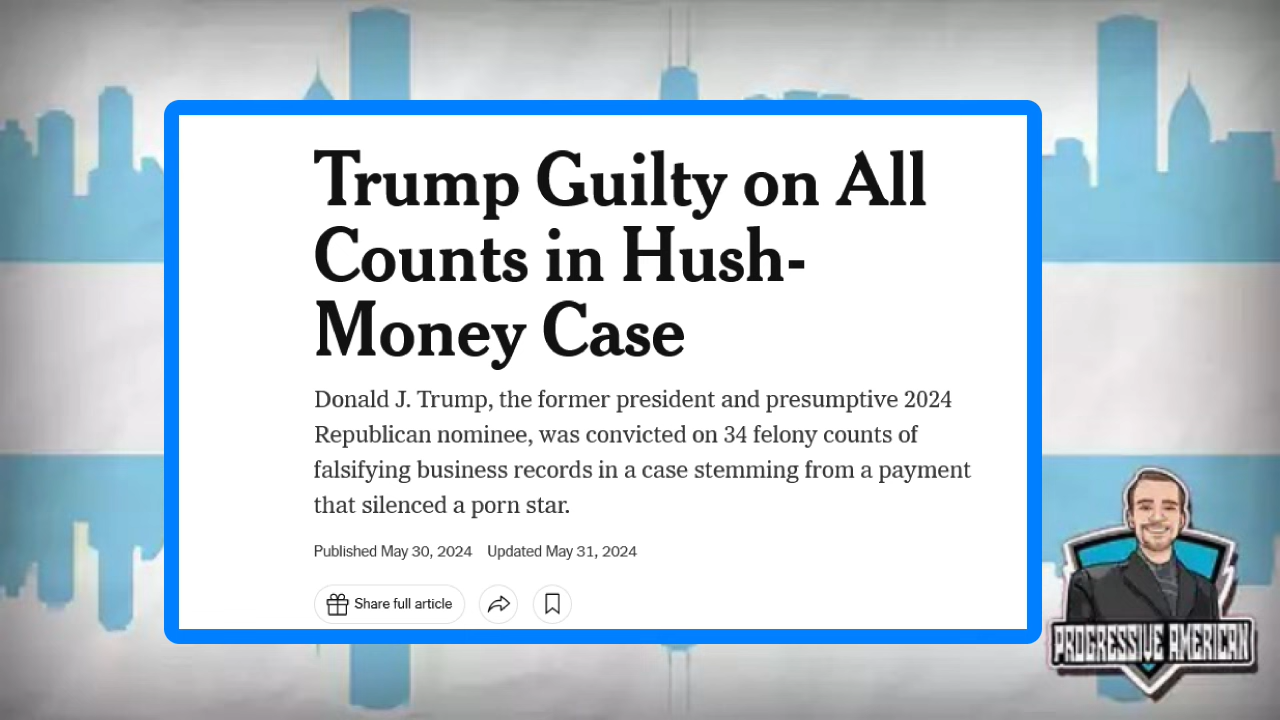 Trump Guilty on All
Counts in Hush-
Money Case
Donald J. Trump, the former president and presumptive 2024
Republican nominee, was convicted on 34 felony counts of
falsifying business records in a case stemming from a payment
that silenced a porn star.
Published May 30, 2024 Updated May 31, 2024
Share full article
PROGRESSIVE AMERICAN